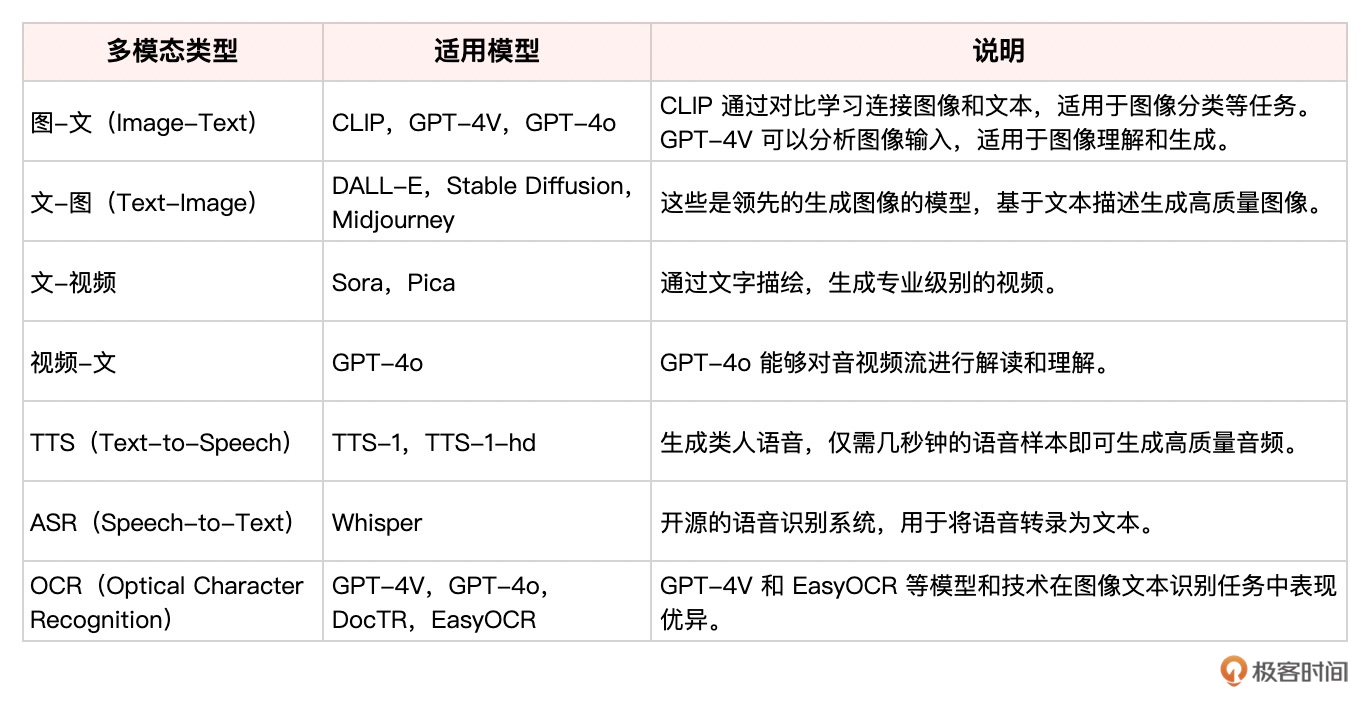 多模态类型
适用模型
说明
图-文（Image-Text）
CLIP，GPT-4V，GPT-4o
CLIP 通过对比学习连接图像和文本，适用于图像分类等任务。
GPT-4V 可以分析图像输入，适用于图像理解和生成。
文-图（Text-Image）
DALL-E，Stable Diffusion，
Midjourney
这些是领先的生成图像的模型，基于文本描述生成高质量图像。
文-视频
Sora，Pica
通过文字描绘，生成专业级别的视频。
视频-文
GPT-4o
GPT-4o 能够对音视频流进行解读和理解。
TTS（Text-to-Speech）
TTS-1，TTS-1-hd
生成类人语音，仅需几秒钟的语音样本即可生成高质量音频。
ASR（Speech-to-Text）
Whisper
开源的语音识别系统，用于将语音转录为文本。
OCR（Optical Character
Recognition）
GPT-4V，GPT-4o，
DocTR，EasyOCR
GPT-4V 和 EasyOCR 等模型和技术在图像文本识别任务中表现
优异。
极客时间